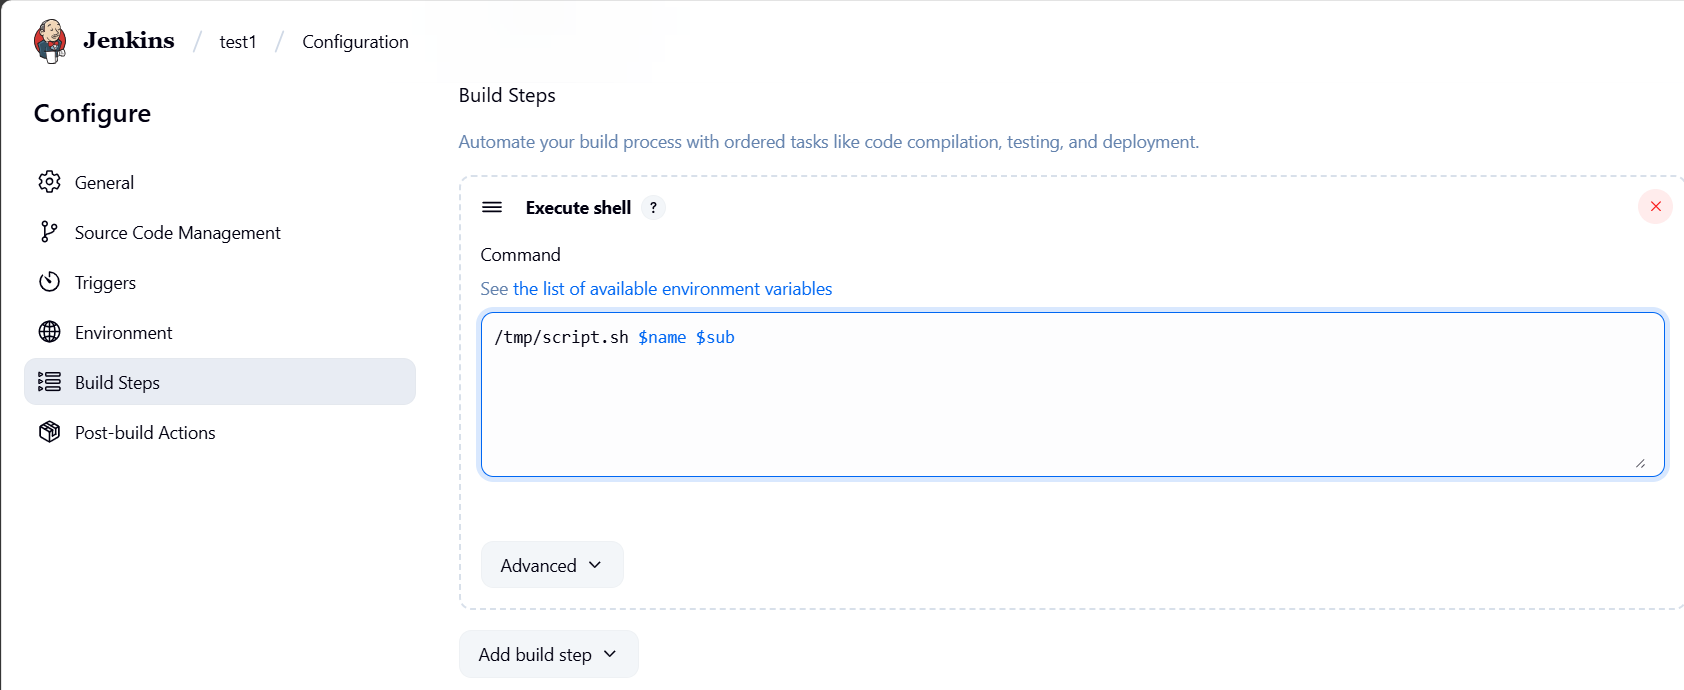 Jenkins / test1 / Configuration
Configure
General
Source Code Management
Triggers
Environment
Build Steps
Post-build Actions
Build Steps
Automate your build process with ordered tasks like code compilation, testing, and deployment.
Execute shell ?
Command
See the list of available environment variables
/tmp/script.sh $name $sub
Advanced
Add build step